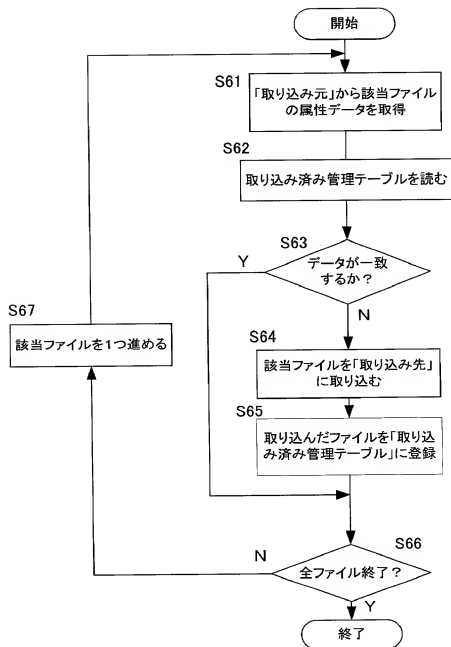 開始
S61
「取り込み元」から該当ファイル
の属性データを取得
S62
取り込み済み管理テーブルを読む
S63
データが一致
するか？
Y
N
S64
該当ファイルを「取り込み先」
に取り込む
S65
取り込んだファイルを「取り込
み済み管理テーブル」に登録
S66
全ファイル終了？
N
Y
S67
該当ファイルを1つ進める
終了